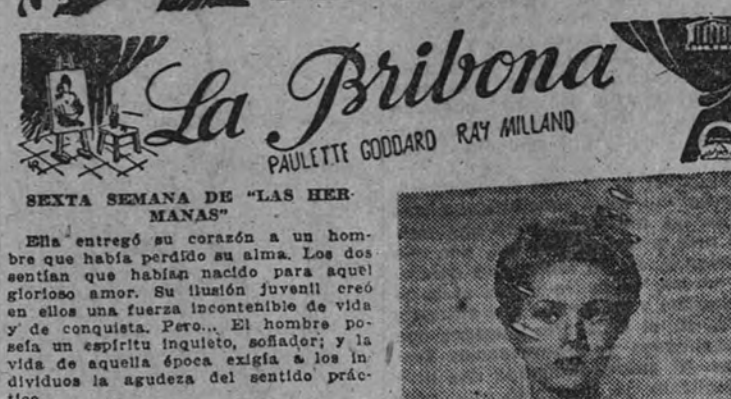 La Bribona
PAULETTE GODDARD RAY MILLAND
SEXTA SEMANA DE "LAS HER-
MANAS"
Ella entregó su corazón a un hom-
bre que había perdido su alma. Los dos
sentían que habían nacido para aquel
glorioso amor. Su ilusión juvenil creó
en ellos una fuerza incontenible de vida
y de conquista. Pero... El hombre po-
seía un espíritu inquieto, soñador; y la
vida de aquella época exigía a los in
dividuos la agudeza del sentido prác-